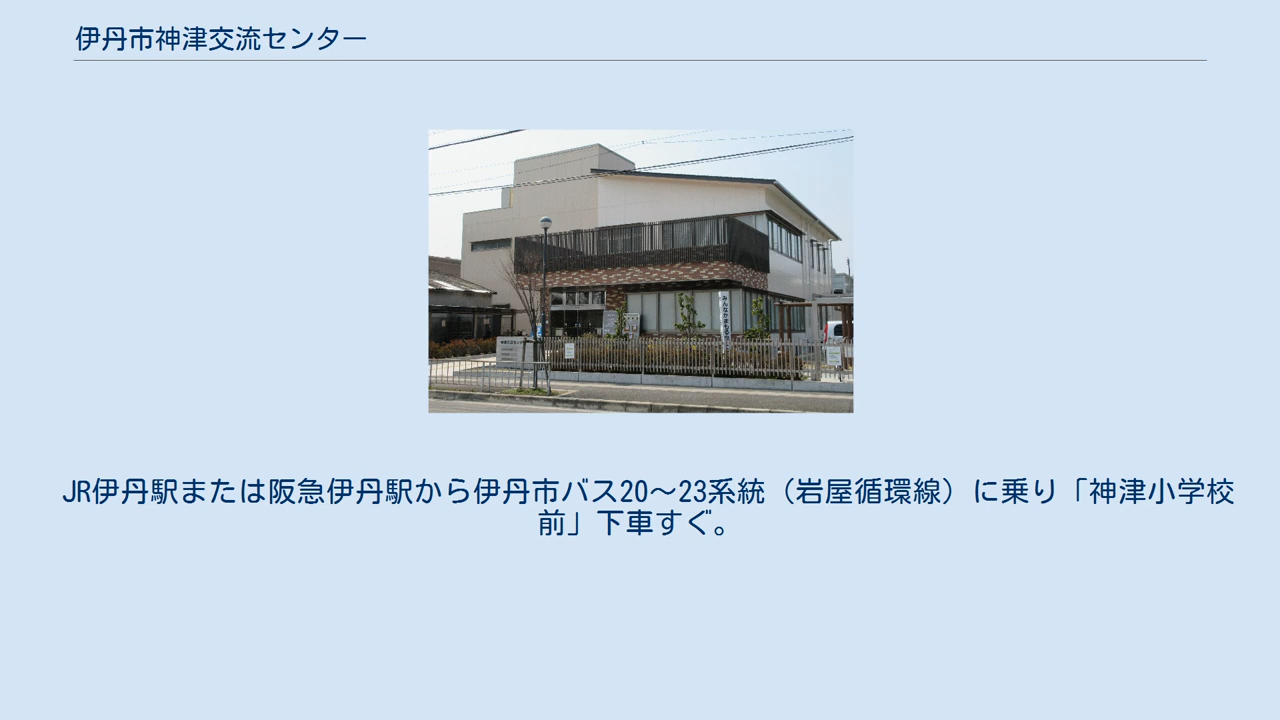 伊丹市神津交流センター
JR伊丹駅または阪急伊丹駅から伊丹市バス20～23系統（岩屋循環線）に乗り「神津小学校
前」下車すぐ。